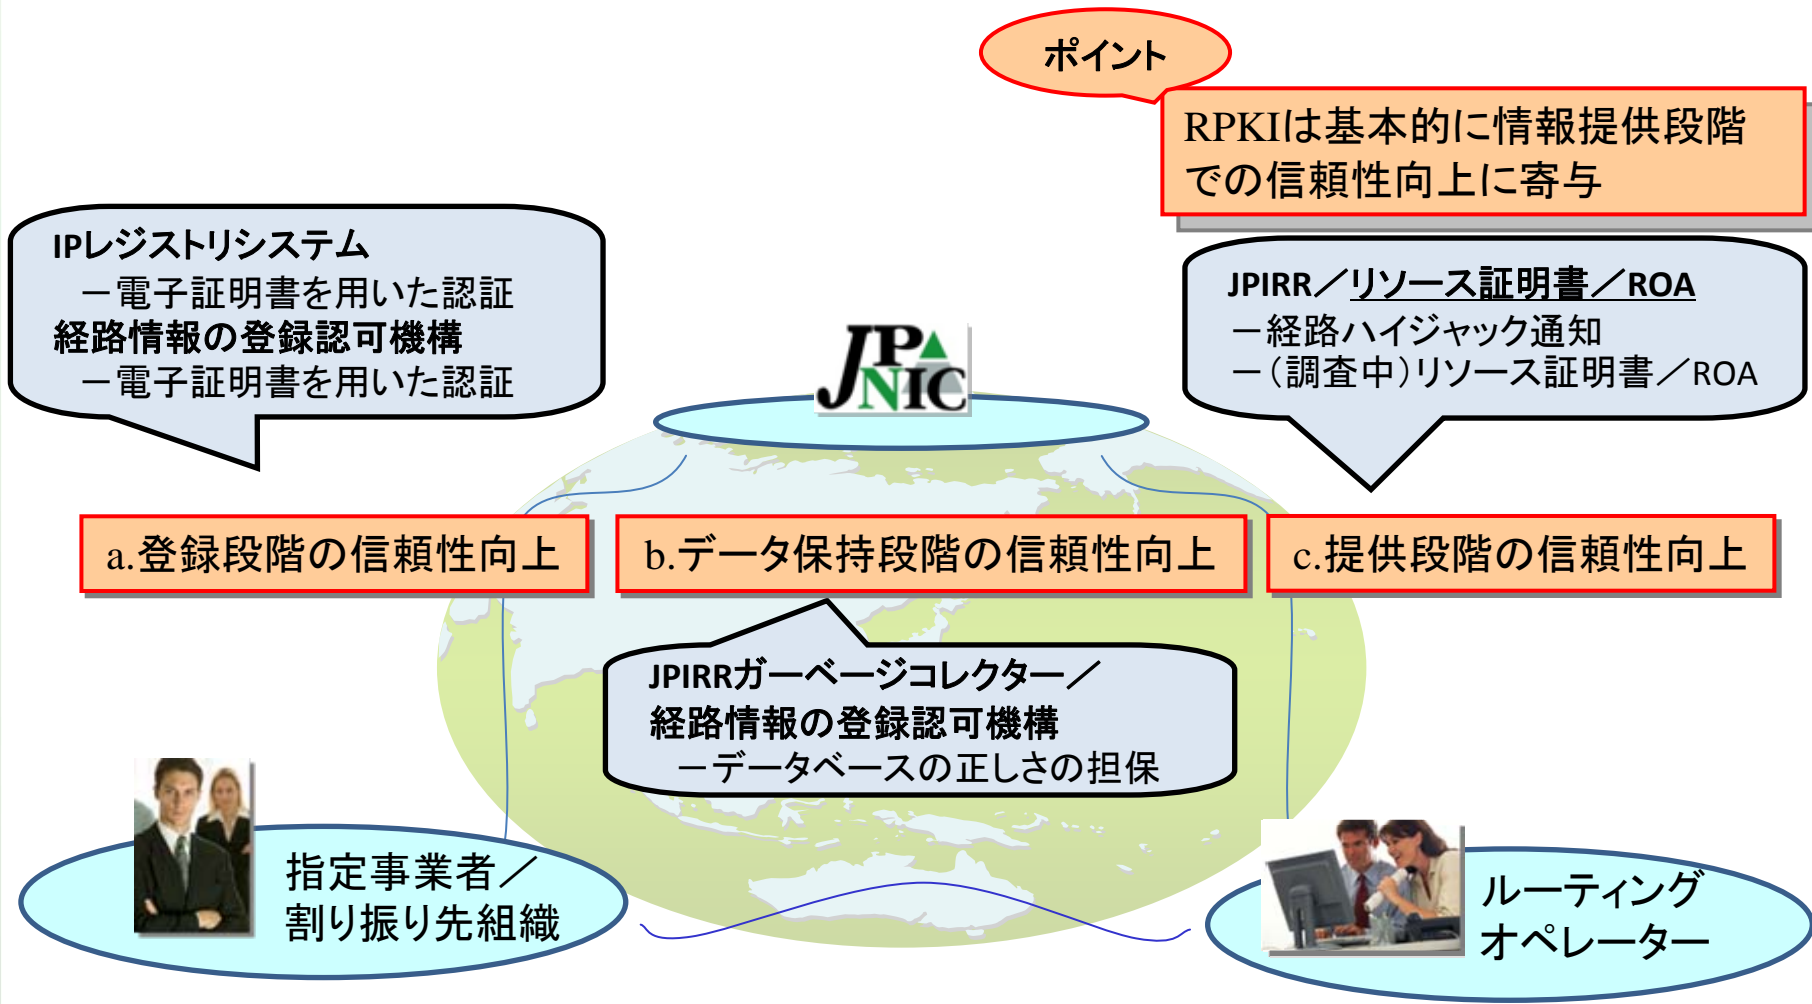 ポイント
RPKIは基本的に情報提供段階
での信頼性向上に寄与
IPレジストリシステム
－電子証明書を用いた認証
経路情報の登録認可機構
－電子証明書を用いた認証
JPIRR／リソース証明書／ROA
－経路ハイジャック通知
－（調査中）リソース証明書／ROA
JP
NIC
a.登録段階の信頼性向上
b.データ保持段階の信頼性向上
c.提供段階の信頼性向上
JPIRRガーベージコレクター／
経路情報の登録認可機構
－データベースの正しさの担保
指定事業者／
割り振り先組織
ルーティング
オペレーター